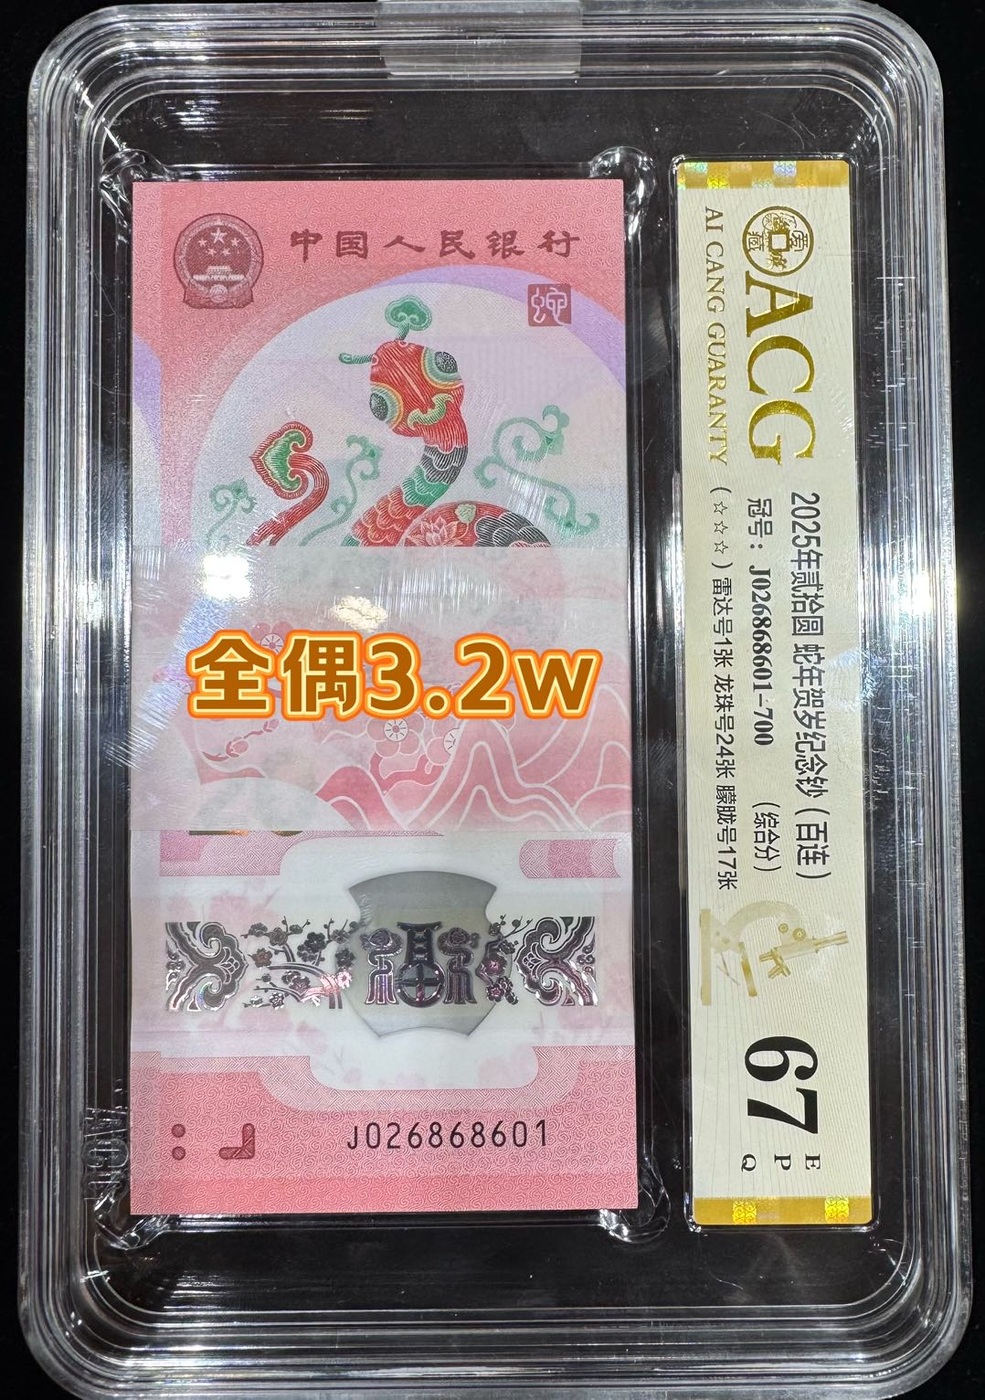 中国人民银行
蛇
全偶3.2w
福
J026868601
爱藏
ACG
AI CANG GUARANTY
2025年贰拾圆 蛇年贺岁纪念钞（百连）
冠号：J026868601-700 （综合分）
（☆☆☆）雷达号1张 龙珠号24张 朦胧号17张
67
E
P
Q